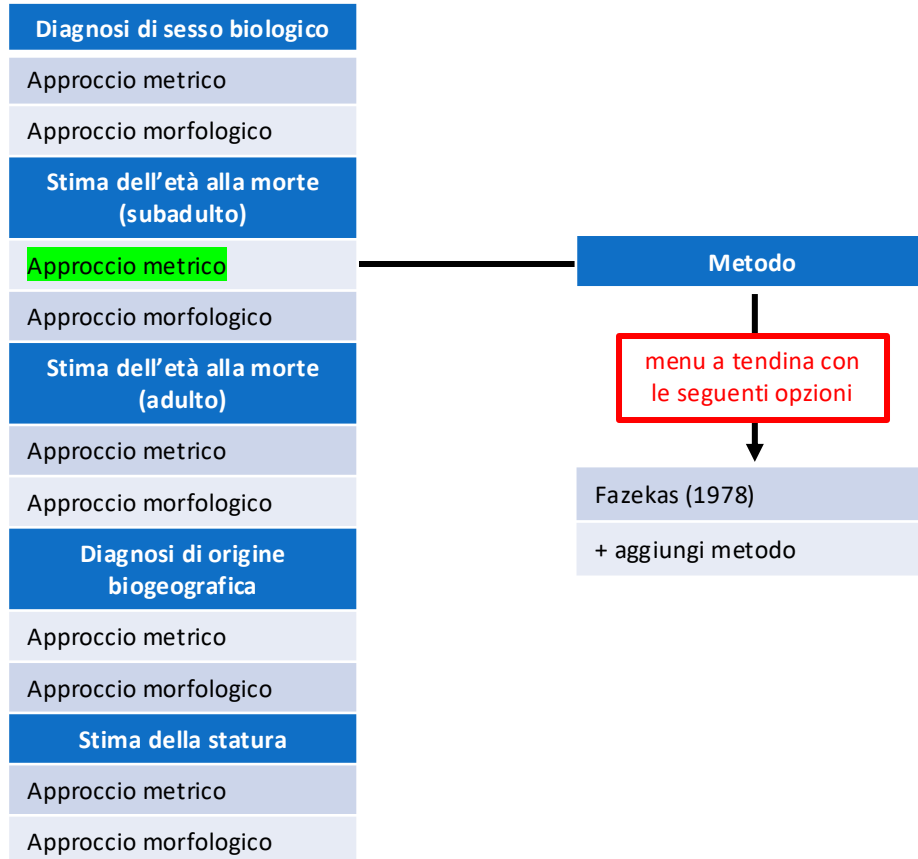 Diagnosi di sesso biologico
Approccio metrico
Approccio morfologico
Stima dell'età alla morte
(subadulto)
Approccio metrico
Approccio morfologico
Stima dell'età alla morte
(adulto)
Approccio metrico
Approccio morfologico
Diagnosi di origine
biogeografica
Approccio metrico
Approccio morfologico
Stima della statura
Approccio metrico
Approccio morfologico
Metodo
menu a tendina con
le seguenti opzioni
Fazekas (1978)
+ aggiungi metodo